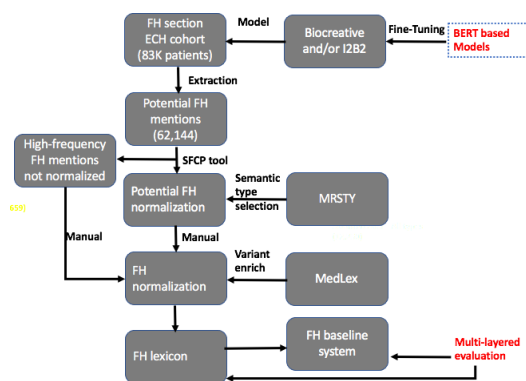 FH section
ECH cohort
(83K patients)
Model
Biocreative
and/or I2B2
Fine-Tuning
BERT based
Models
Extraction
Potential FH
mentions
(62,144)
High-frequency
FH mentions
not normalized
SFCP tool
Potential FH
normalization
Semantic
type
selection
MRSTY
Manual
Manual
FH
normalization
Variant
enrich
MedLex
FH lexicon
FH baseline
system
Multi-layered
evaluation